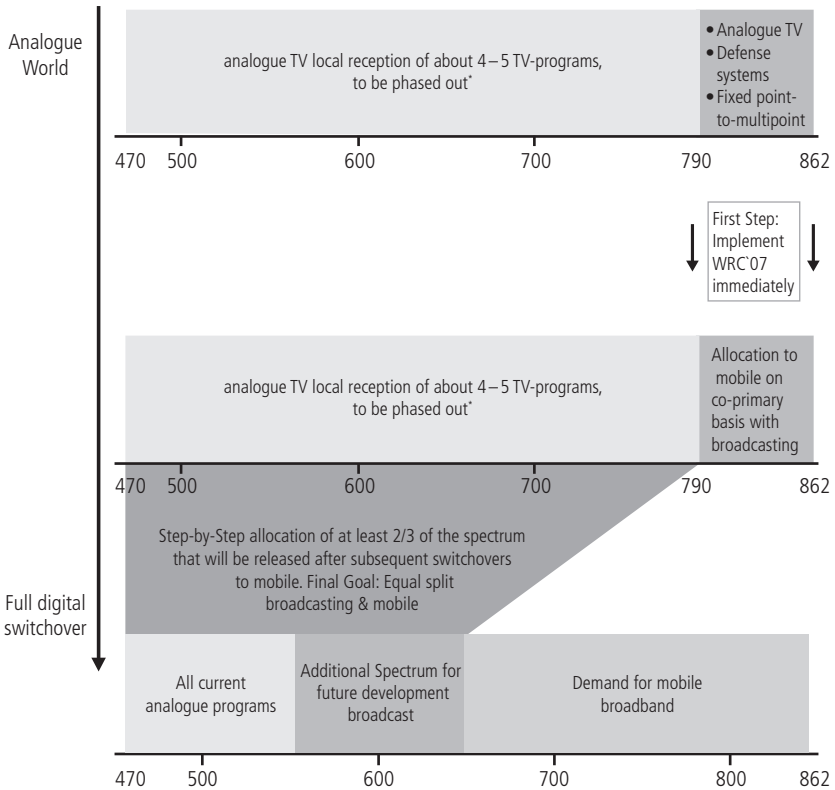 Analogue
World
analogue TV local reception of about 4–5 TV-programs,
to be phased out*
• Analogue TV
• Defense
systems
• Fixed point-
to-multipoint
470 500 600 700 790 862
First Step:
Implement
WRC`07
immediately
analogue TV local reception of about 4–5 TV-programs,
to be phased out*
Allocation to
mobile on
co-primary
basis with
broadcasting
470 500 600 700 790 862
Step-by-Step allocation of at least 2/3 of the spectrum
that will be released after subsequent switchovers
to mobile. Final Goal: Equal split
broadcasting & mobile
Full digital
switchover
All current
analogue programs
Additional Spectrum for
future development
broadcast
Demand for mobile
broadband
470 500 600 700 800 862